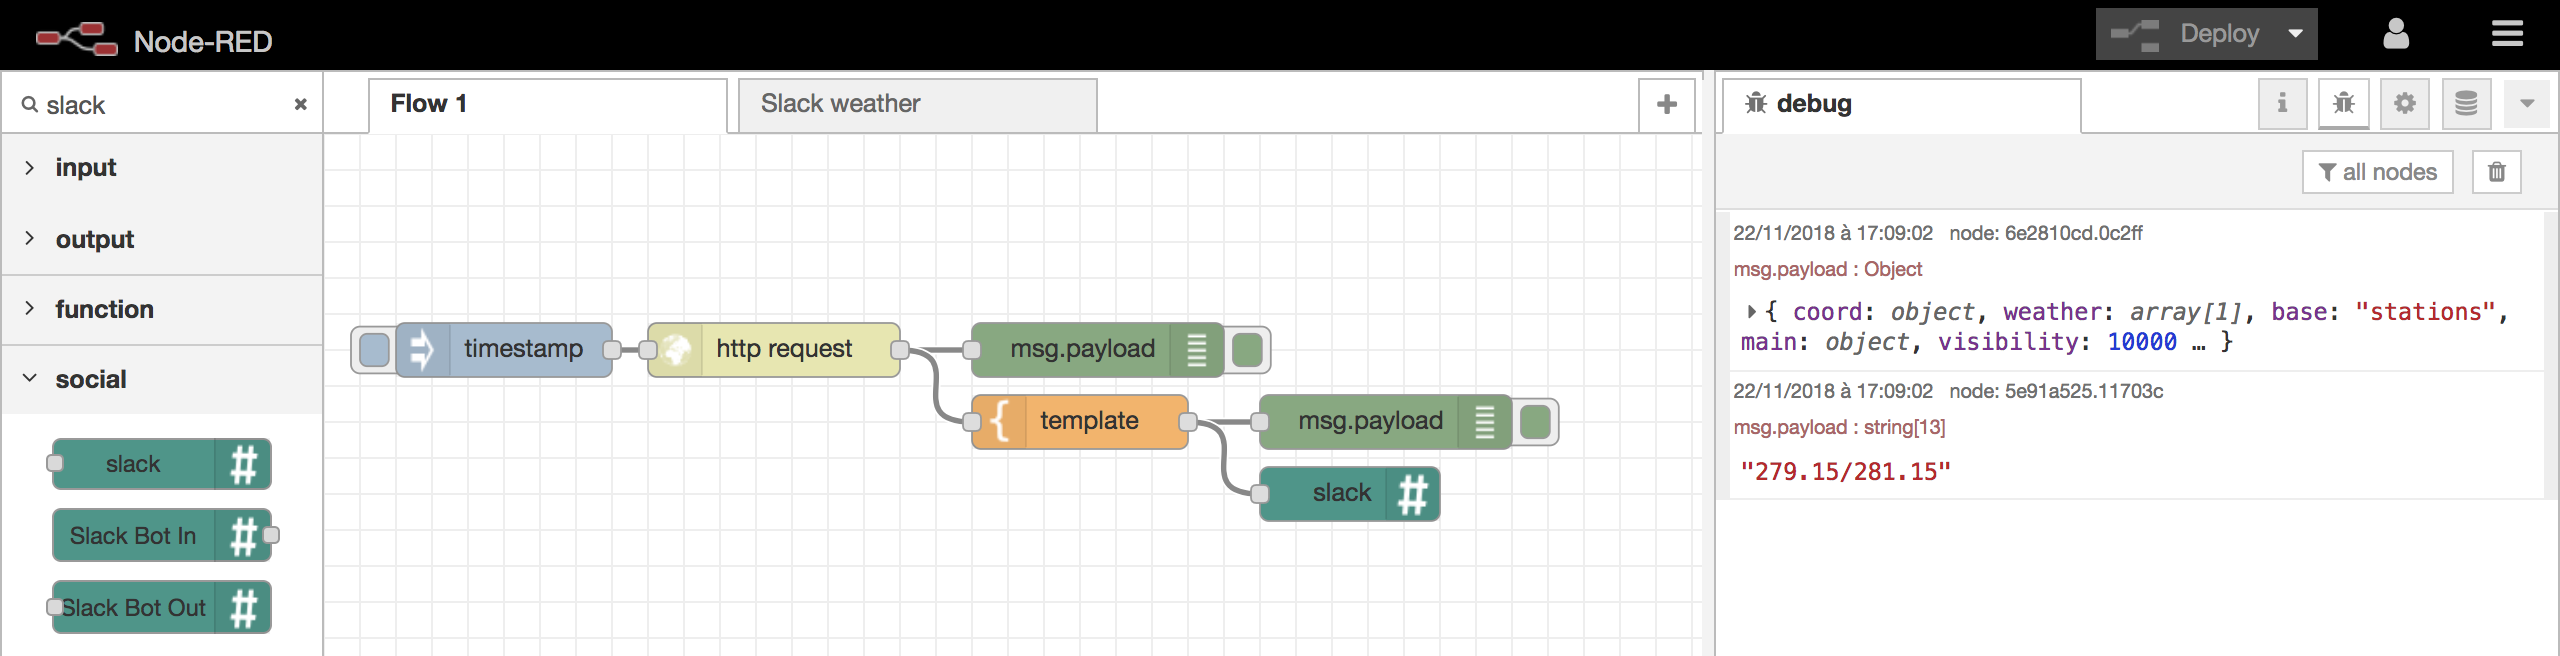 Node-RED
Deploy
slack
Flow 1
Slack weather
debug
input
output
function
social
slack
Slack Bot In
Slack Bot Out
timestamp
http request
msg.payload
template
msg.payload
slack
all nodes
22/11/2018 à 17:09:02 node: 6e2810cd.0c2ff
msg.payload : Object
{ coord: object, weather: array[1], base: "stations",
main: object, visibility: 10000 … }
22/11/2018 à 17:09:02 node: 5e91a525.11703c
msg.payload : string[13]
"279.15/281.15"